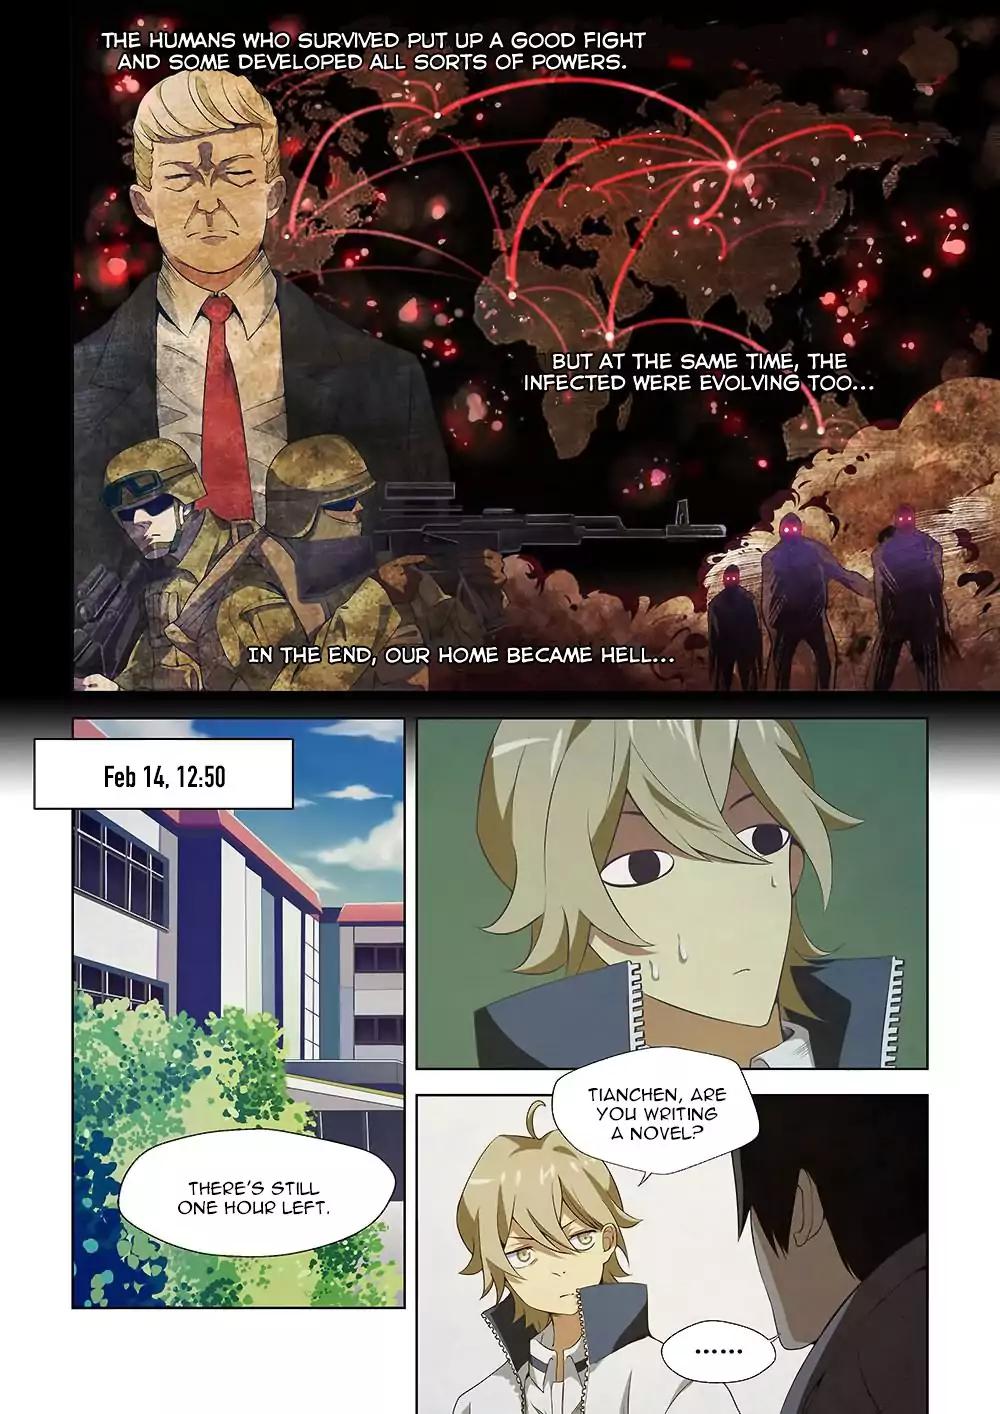 THE HUMANS WHO SURVIVED PUT UP A GOOD FIGHT
AND SOME DEVELOPED ALL SORTS OF POWERS.
BUT AT THE SAME TIME, THE
INFECTED WERE EVOLVING TOO...
IN THE END, OUR HOME BECAME HELL...
Feb 14, 12:50
THERE'S STILL
ONE HOUR LEFT.
TIANCHEN, ARE
YOU WRITING
A NOVEL?
......